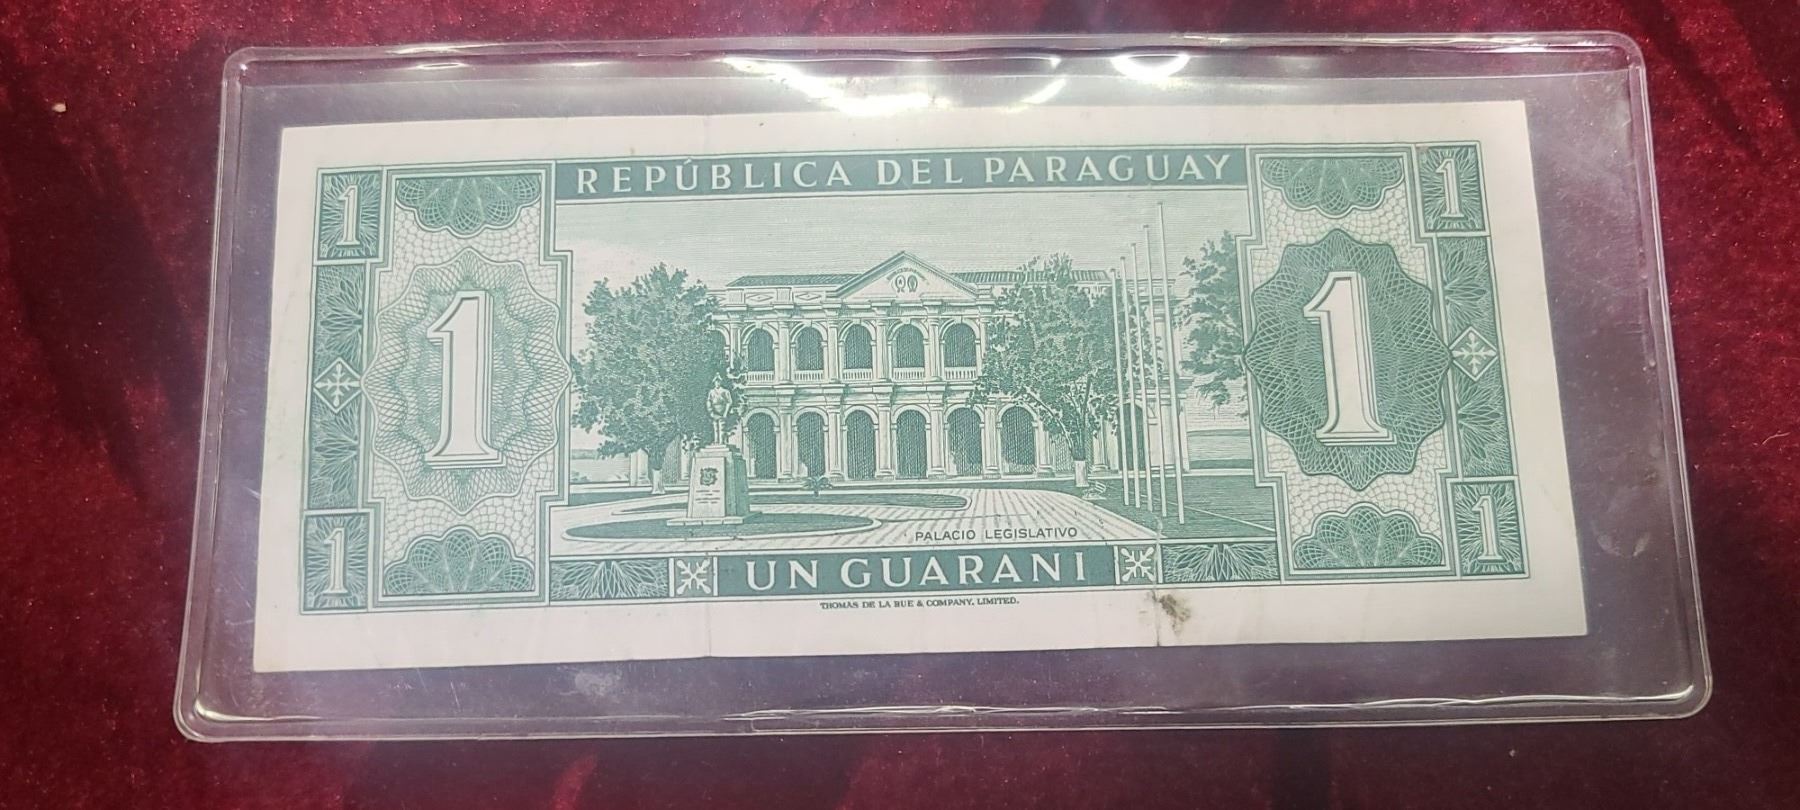 1 REPÚBLICA DEL PARAGUAY 1
1 1
PALACIO LEGISLATIVO
1 UN GUARANI 1
THOMAS DE LA RUE & COMPANY, LIMITED.